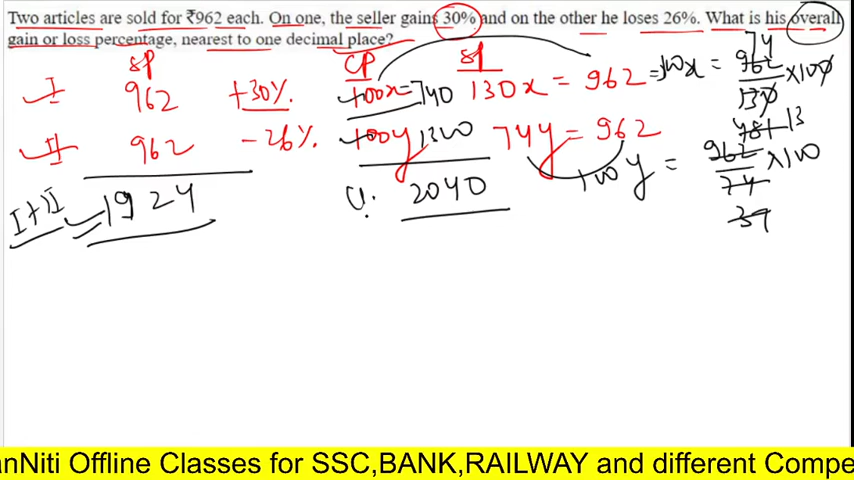 Two articles are sold for ₹962 each. On one, the seller gains 30% and on the other he loses 26%. What is his overall
gain or loss percentage, nearest to one decimal place?
SP CP SP
I 962 +30% 100x=740 130x = 962 =100x = 962/130 ×100 74
II 962 -26% 100y 1300 74y = 962 100y = 962/74 ×100 481 13
37
I+II 1924 2040
anNiti Offline Classes for SSC,BANK,RAILWAY and different Compe